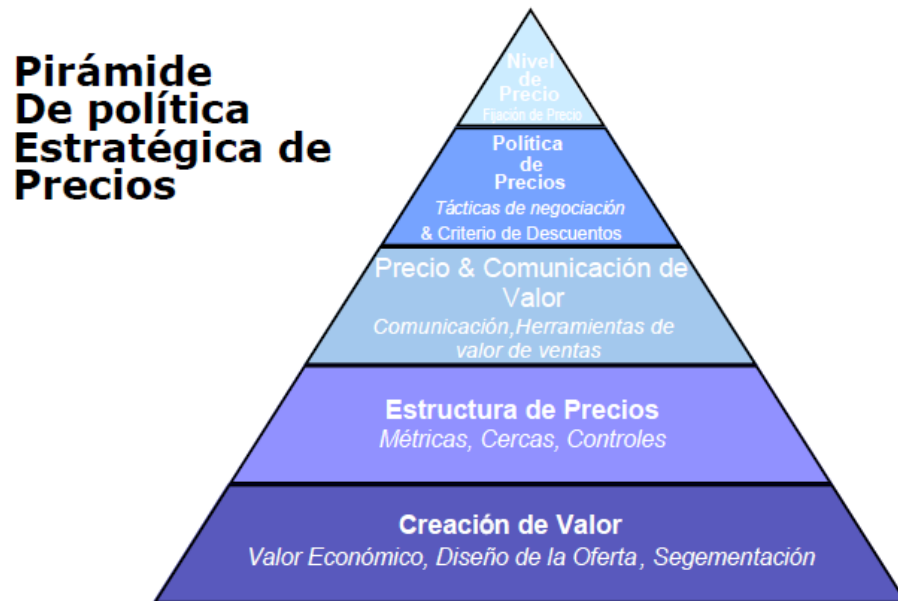 Pirámide
De política
Estratégica de
Precios
Nivel
de
Precio
Fijación de Precio
Política
de
Precios
Tácticas de negociación
& Criterio de Descuentos
Precio & Comunicación de
Valor
Comunicación,Herramientas de
valor de ventas
Estructura de Precios
Métricas, Cercas, Controles
Creación de Valor
Valor Económico, Diseño de la Oferta, Segementación